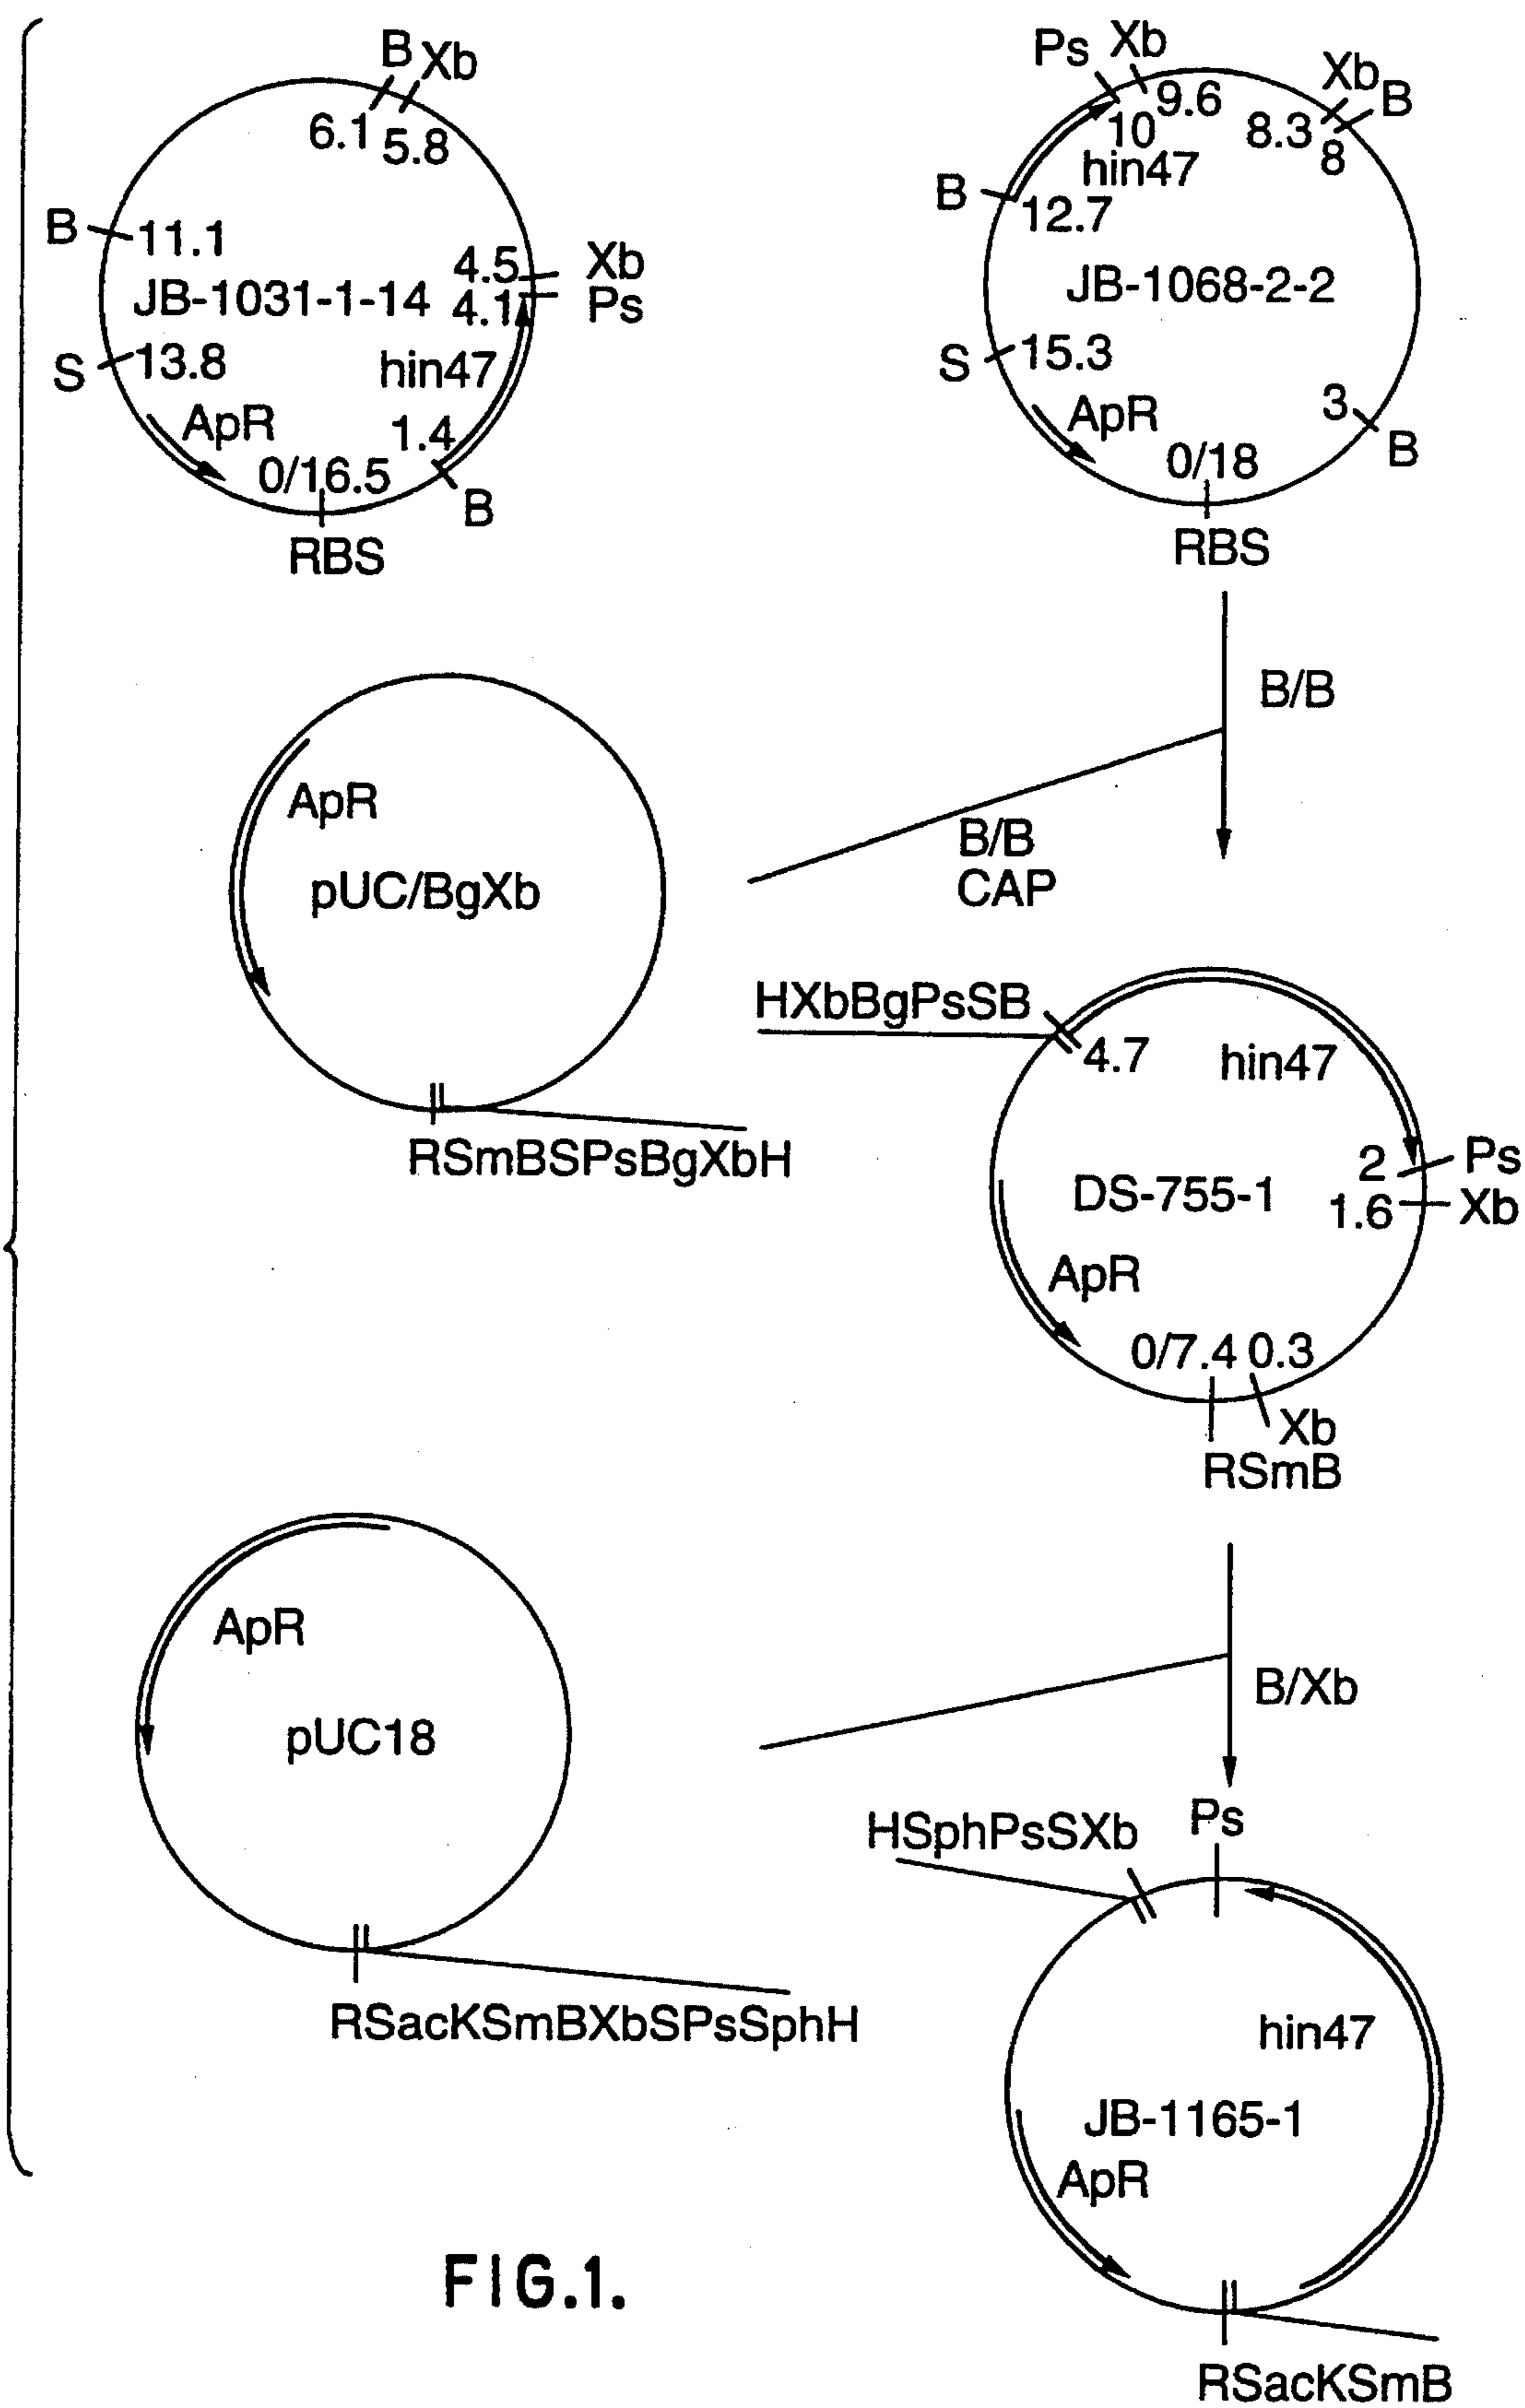 B Xb
6.1 5.8
B 11.1
4.5 Xb
JB-1031-1-14 4.1 Ps
S 13.8
hin47
ApR
1.4
0/16.5
B
RBS
Ps Xb
Xb B
9.6
10
8.3
8
hin47
B 12.7
JB-1068-2-2
S 15.3
ApR
3
B
0/18
RBS
B/B
B/B
CAP
ApR
pUC/BgXb
RSmBSPsBgXbH
HXbBgPsSB
4.7
hin47
2 Ps
DS-755-1
1.6 Xb
ApR
0/7.4 0.3
Xb
RSmB
B/Xb
ApR
pUC18
RSacKSmBXbSPsSphH
HSphPsSXb
Ps
hin47
JB-1165-1
ApR
RSacKSmB
FIG.1.